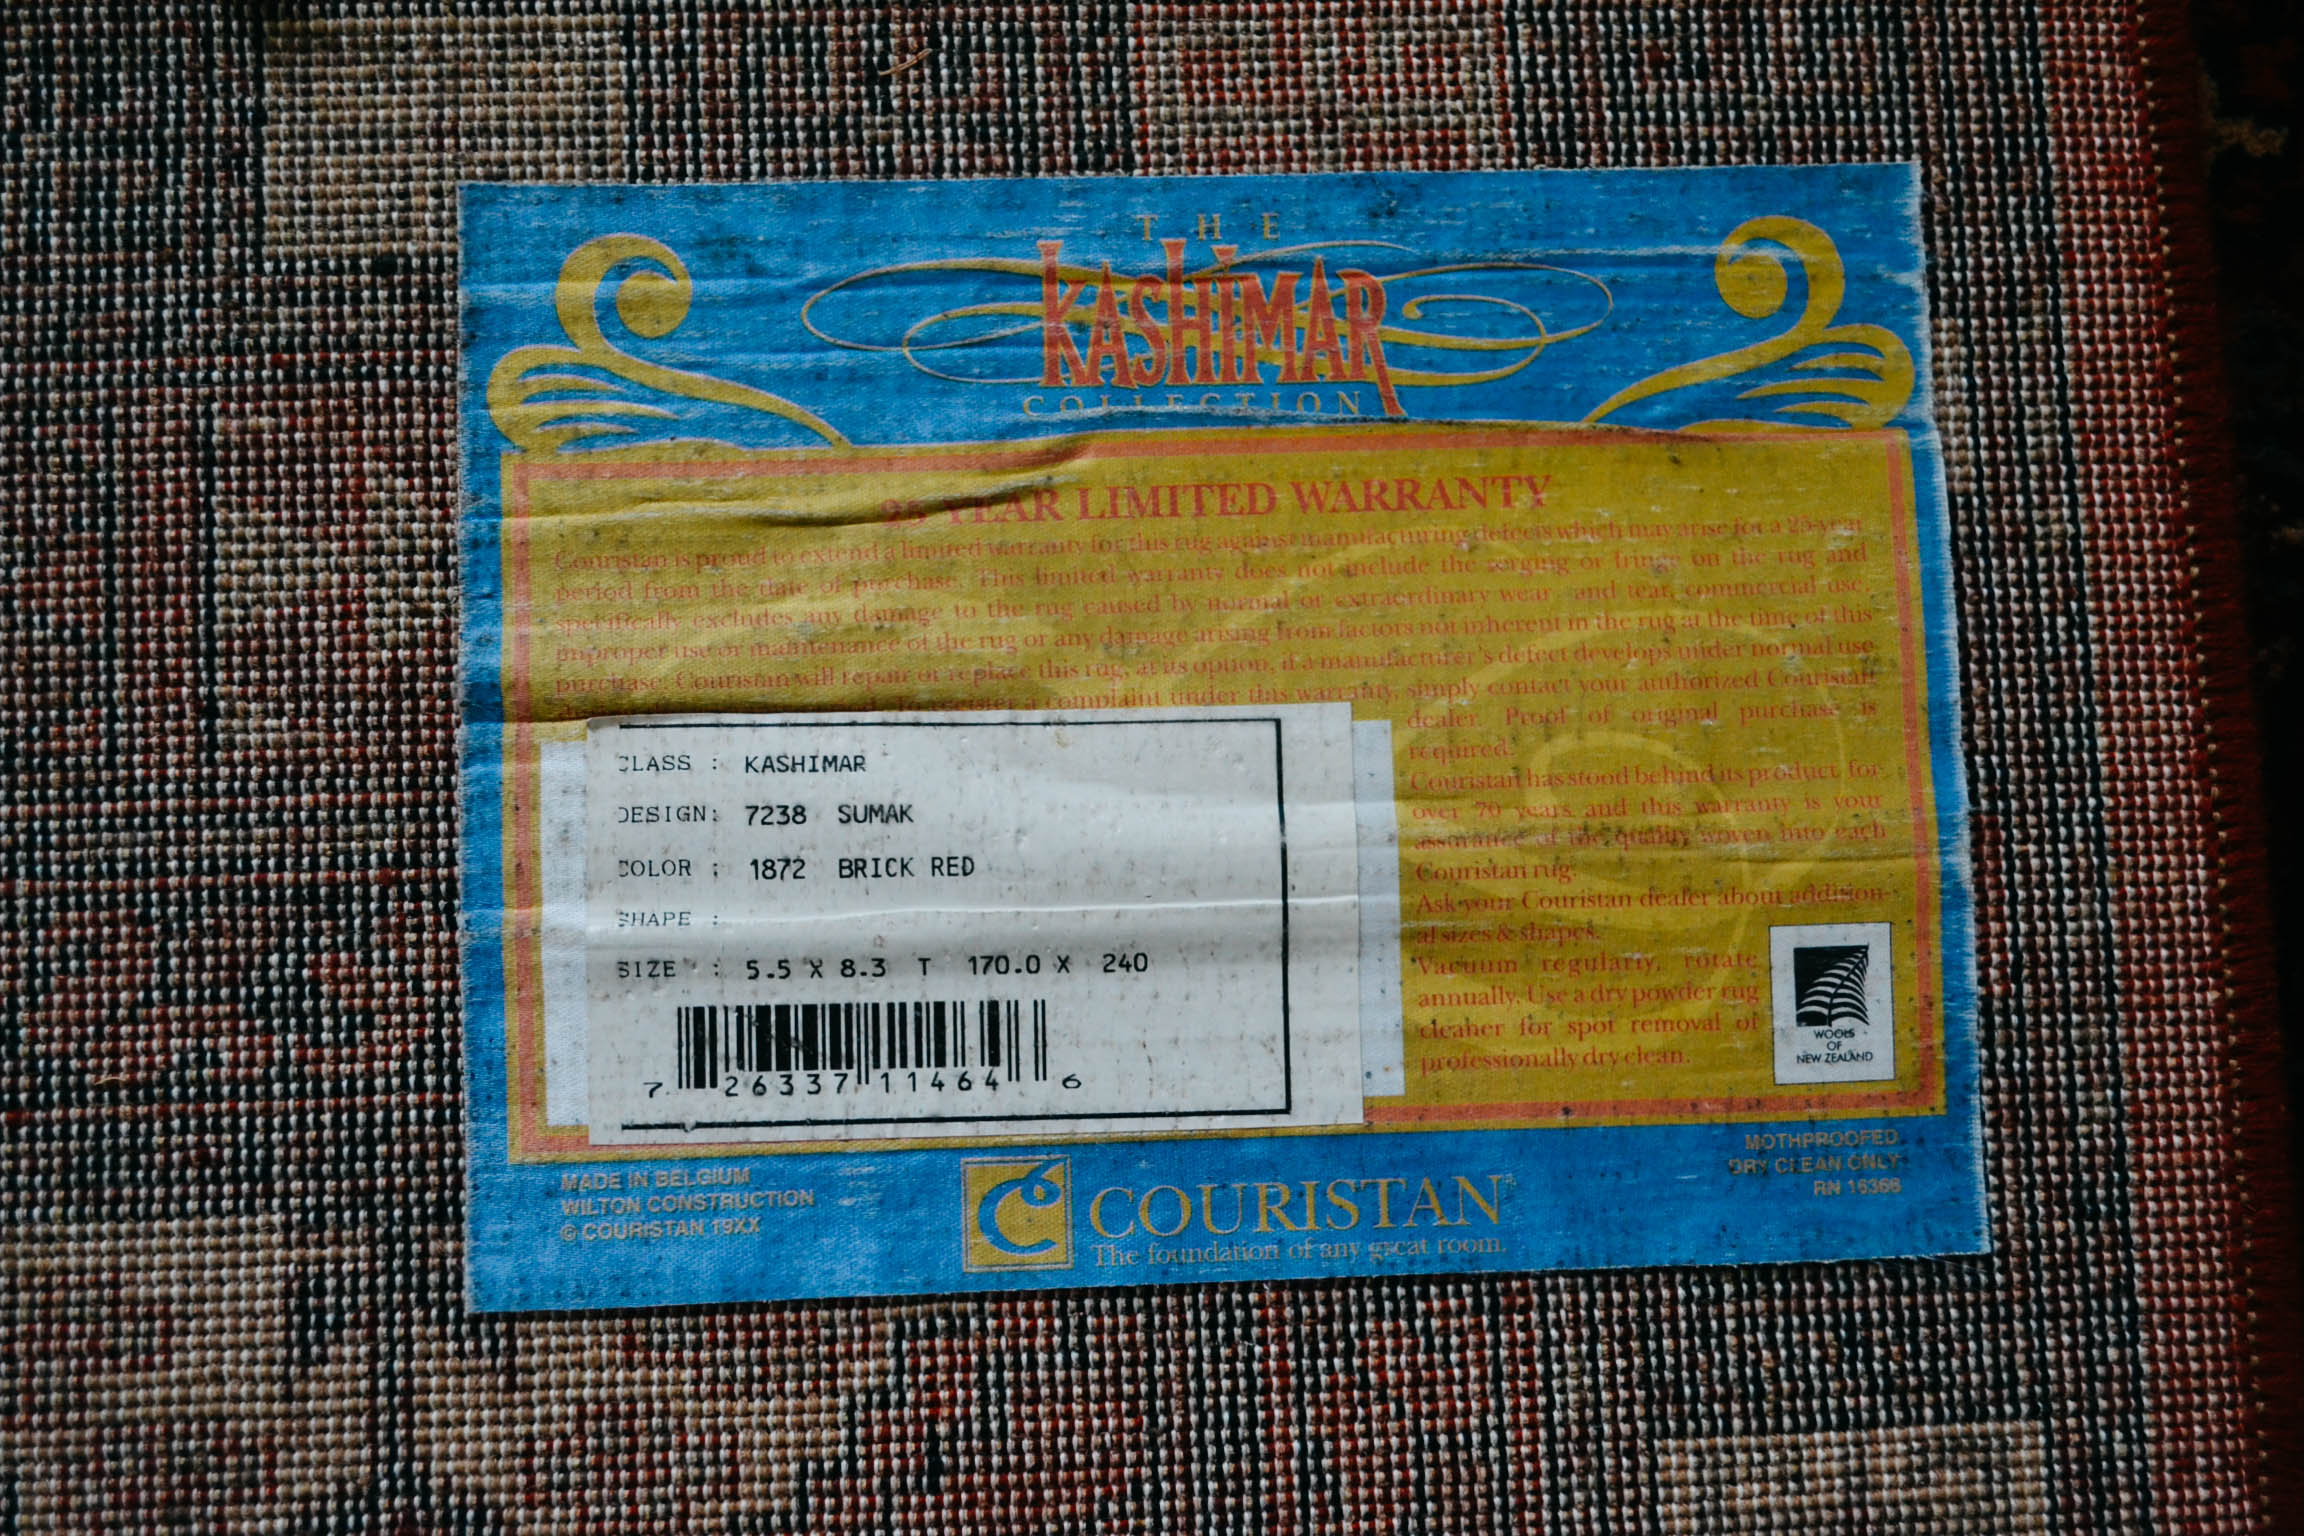 THE
KASHIMAR
COLLECTION
25 YEAR LIMITED WARRANTY
Couristan is proud to extend a limited warranty for this rug against manufacturing defects which may arise for a 25-year
period from the date of purchase. This limited warranty does not include the serging or fringe on the rug and
specifically excludes any damage to the rug caused by normal or extraordinary wear and tear, commercial use,
improper use or maintenance of the rug or any damage arising from factors not inherent in the rug at the time of this
purchase. Couristan will repair or replace this rug, at its option, if a manufacturer's defect develops under normal use
To register a complaint under this warranty, simply contact your authorized Couristan
dealer. Proof of original purchase is
required.
Couristan has stood behind its product for
over 70 years and this warranty is your
assurance of the quality woven into each
Couristan rug.
Ask your Couristan dealer about addition-
al sizes & shapes.
Vacuum regularly, rotate
annually. Use a dry powder rug
cleaner for spot removal or
professionally dry clean.
CLASS : KASHIMAR
DESIGN: 7238 SUMAK
COLOR : 1872 BRICK RED
SHAPE :
SIZE : 5.5 X 8.3 T 170.0 X 240
7 26337 11464 6
WOOLS
OF
NEW ZEALAND
MADE IN BELGIUM
WILTON CONSTRUCTION
© COURISTAN 19XX
COURISTAN
The foundation of any great room.
MOTHPROOFED
DRY CLEAN ONLY
RN 16366